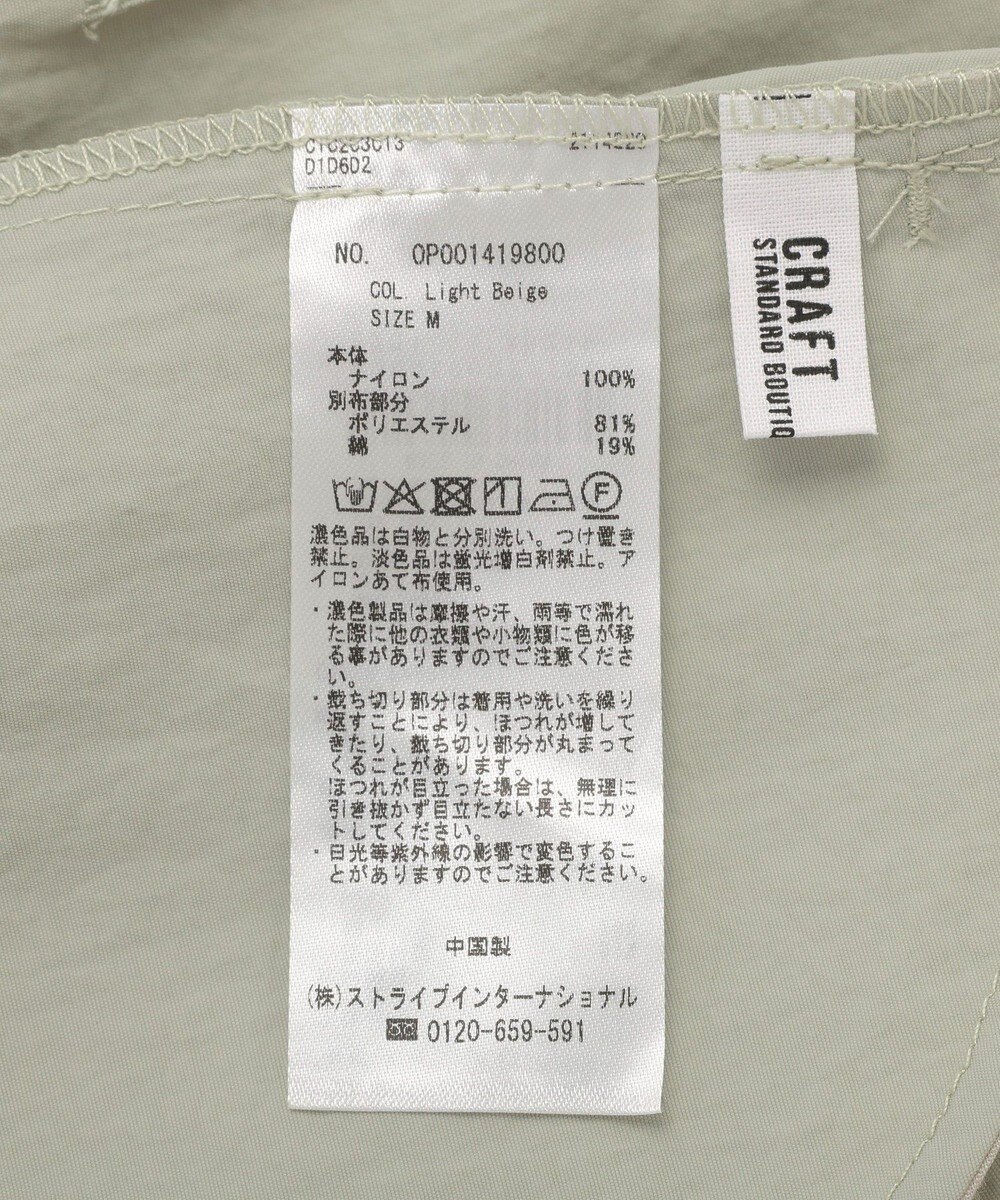 D1D6D2
NO. OP001419800
COL. Light Beige
SIZE M
本体
ナイロン 100%
別布部分
ポリエステル 81%
綿 19%
F
濃色品は白物と分別洗い。つけ置き
禁止。淡色品は蛍光増白剤禁止。ア
イロンあて布使用。
・濃色製品は摩擦や汗、雨等で濡れ
た際に他の衣類や小物類に色が移
る事がありますのでご注意くださ
い。
・裁ち切り部分は着用や洗いを繰り
返すことにより、ほつれが増して
きたり、裁ち切り部分が丸まって
くることがあります。
ほつれが目立った場合は、無理に
引き抜かず目立たない長さにカッ
トしてください。
・日光等紫外線の影響で変色するこ
とがありますのでご注意ください。
中国製
(株)ストライプインターナショナル
0120-659-591
CRAFT
STANDARD BOUTIQ